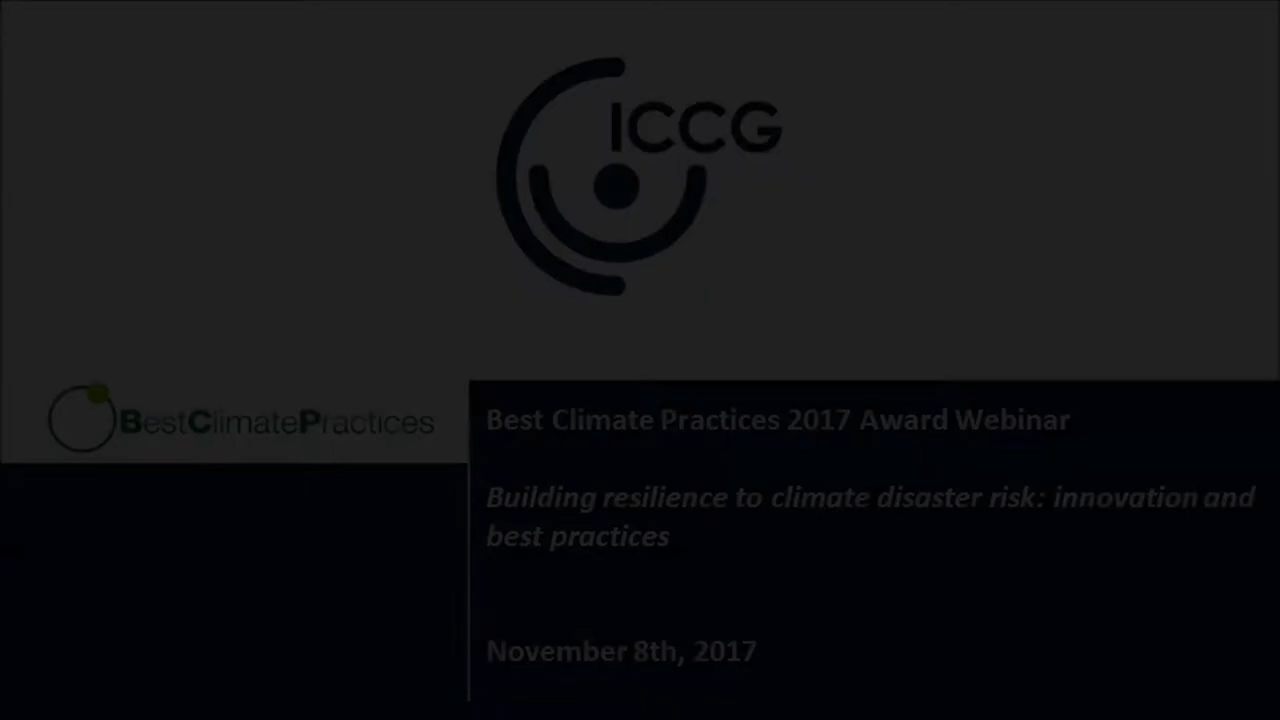 ICCG
BestClimatePractices
Best Climate Practices 2017 Award Webinar
Building resilience to climate disaster risk: innovation and
best practices
November 8th, 2017